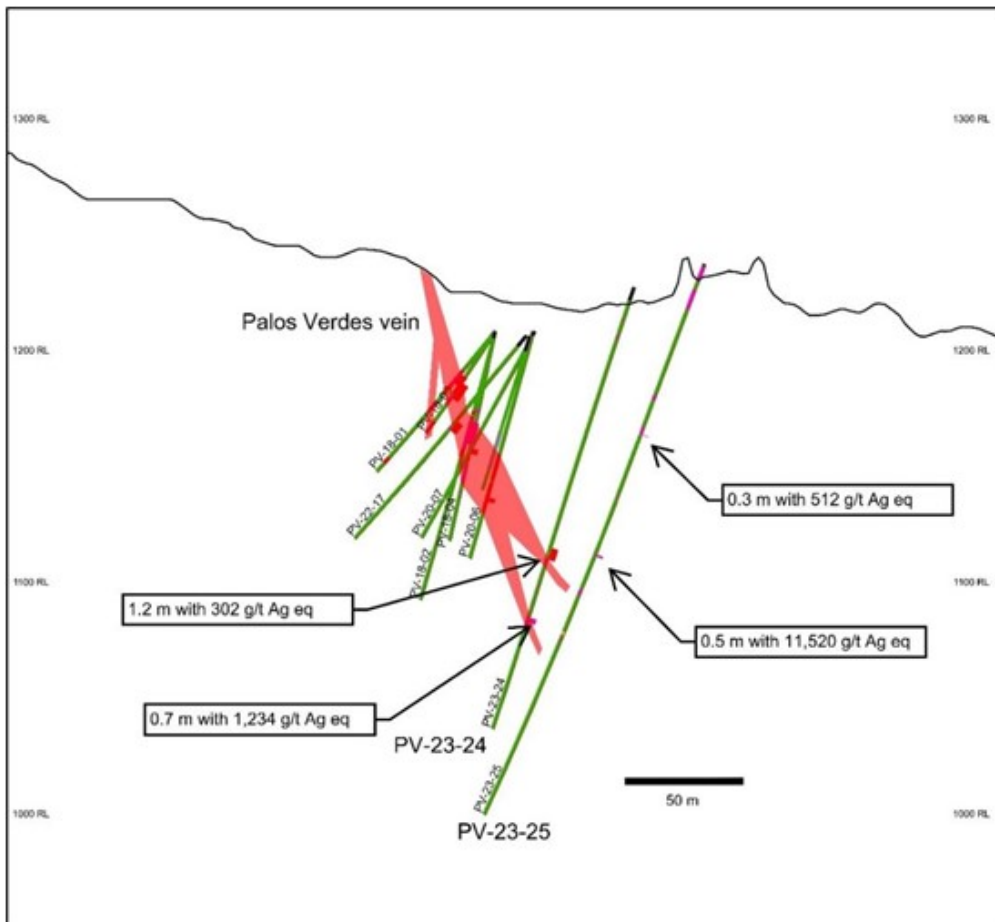 1300 RL
1300 RL
Palos Verdes vein
1200 RL
1200 RL
PV-18-01
PV-22-17
PV-20-07
PV-18-04
PV-20-06
PV-18-02
0.3 m with 512 g/t Ag eq
1100 RL
1100 RL
1.2 m with 302 g/t Ag eq
0.5 m with 11,520 g/t Ag eq
0.7 m with 1,234 g/t Ag eq
PV-23-24
PV-23-24
50 m
PV-23-25
1000 RL
1000 RL
PV-23-25